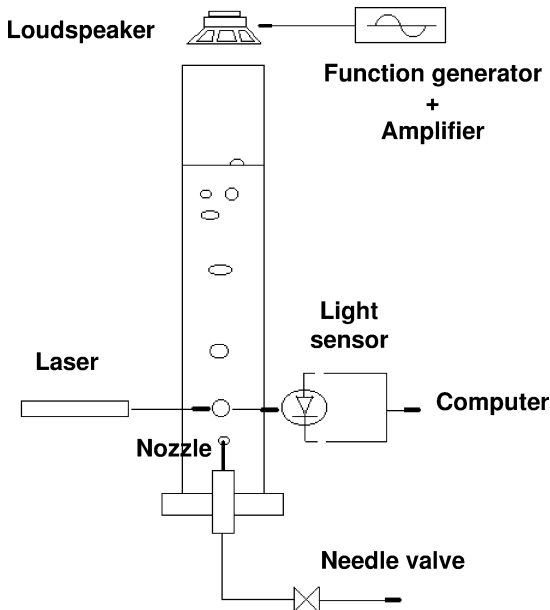 Loudspeaker
Function generator
+
Amplifier
Light
sensor
Laser
Computer
Nozzle
Needle valve